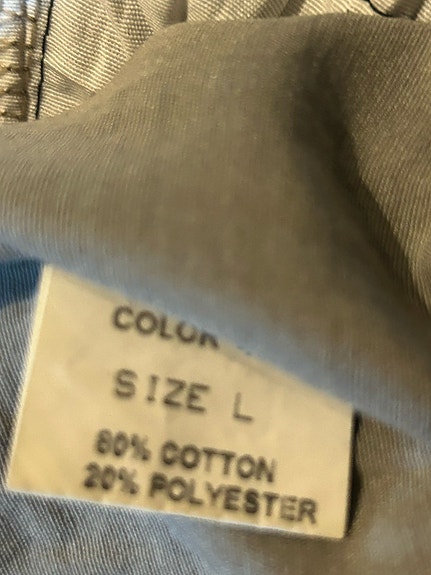 COLOR
SIZE L
80% COTTON
20% POLYESTER